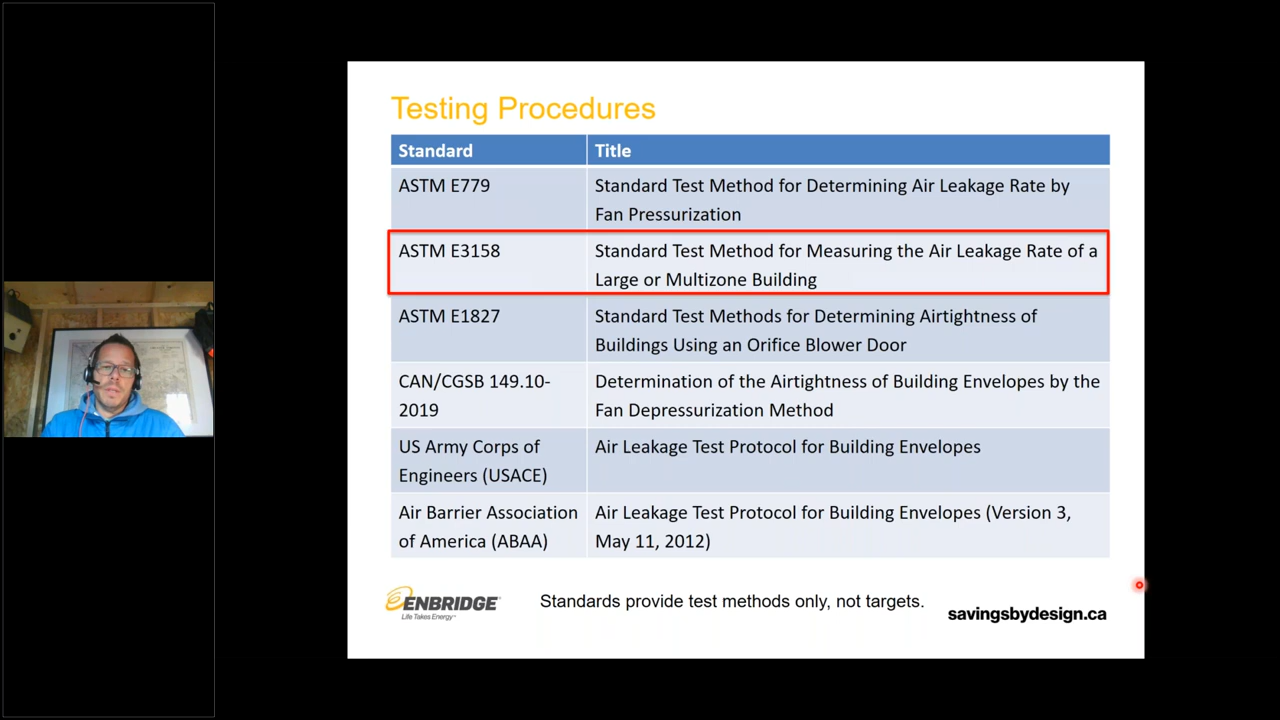 Testing Procedures
Standard Title
ASTM E779 Standard Test Method for Determining Air Leakage Rate by
Fan Pressurization
ASTM E3158 Standard Test Method for Measuring the Air Leakage Rate of a
Large or Multizone Building
ASTM E1827 Standard Test Methods for Determining Airtightness of
Buildings Using an Orifice Blower Door
CAN/CGSB 149.10- Determination of the Airtightness of Building Envelopes by the
2019 Fan Depressurization Method
US Army Corps of Air Leakage Test Protocol for Building Envelopes
Engineers (USACE)
Air Barrier Association Air Leakage Test Protocol for Building Envelopes (Version 3,
of America (ABAA) May 11, 2012)
ENBRIDGE
Life Takes Energy™
Standards provide test methods only, not targets.
savingsbydesign.ca